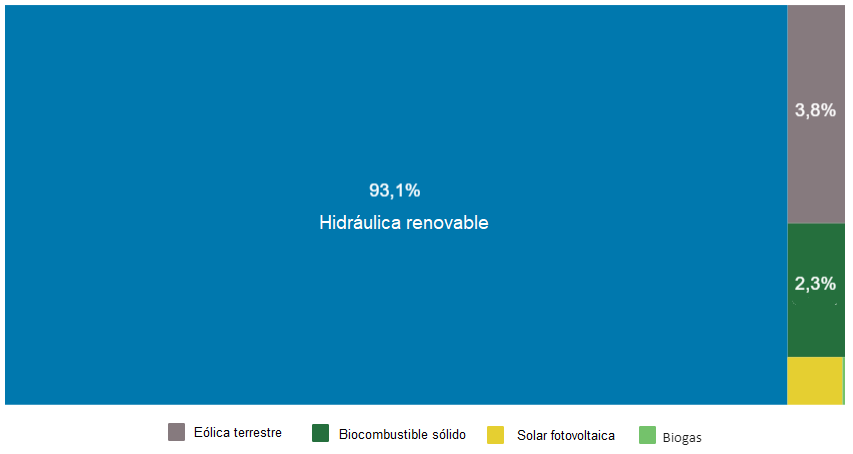 3,8%
93,1%
Hidráulica renovable
2,3%
Eólica terrestre
Biocombustible sólido
Solar fotovoltaica
Biogas